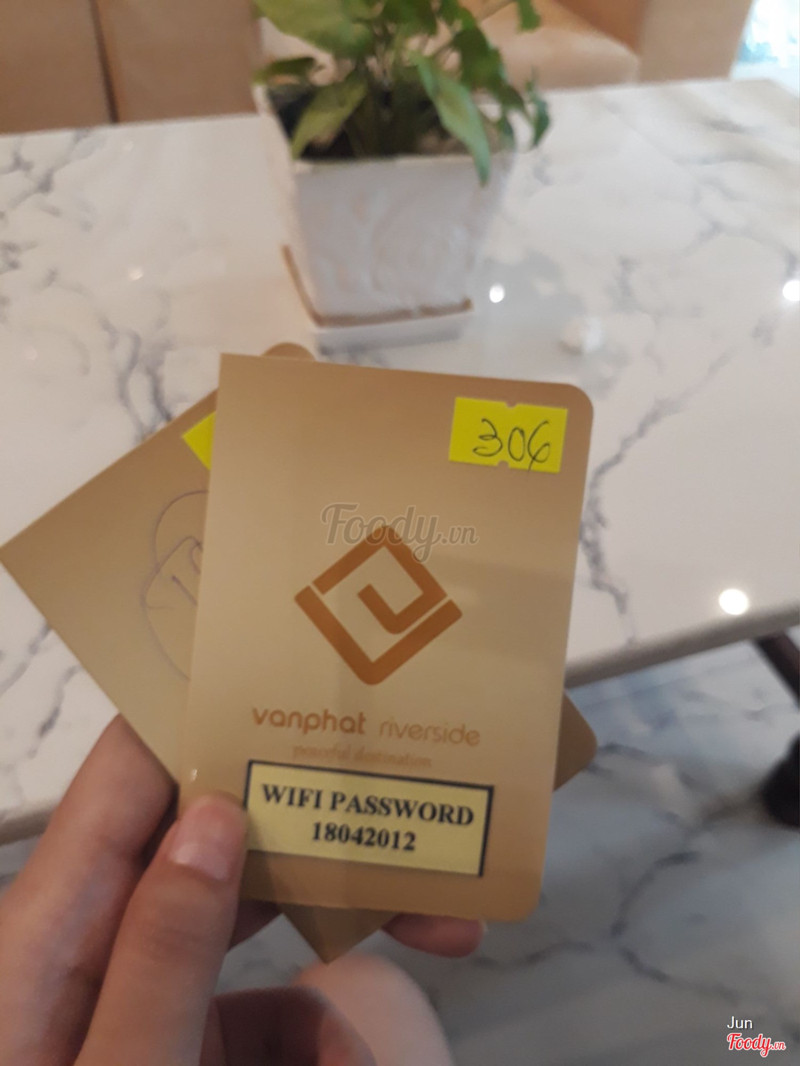 306
Foody.vn
vanphat riverside
peaceful destination
WIFI PASSWORD
18042012
Jun
Foody.vn